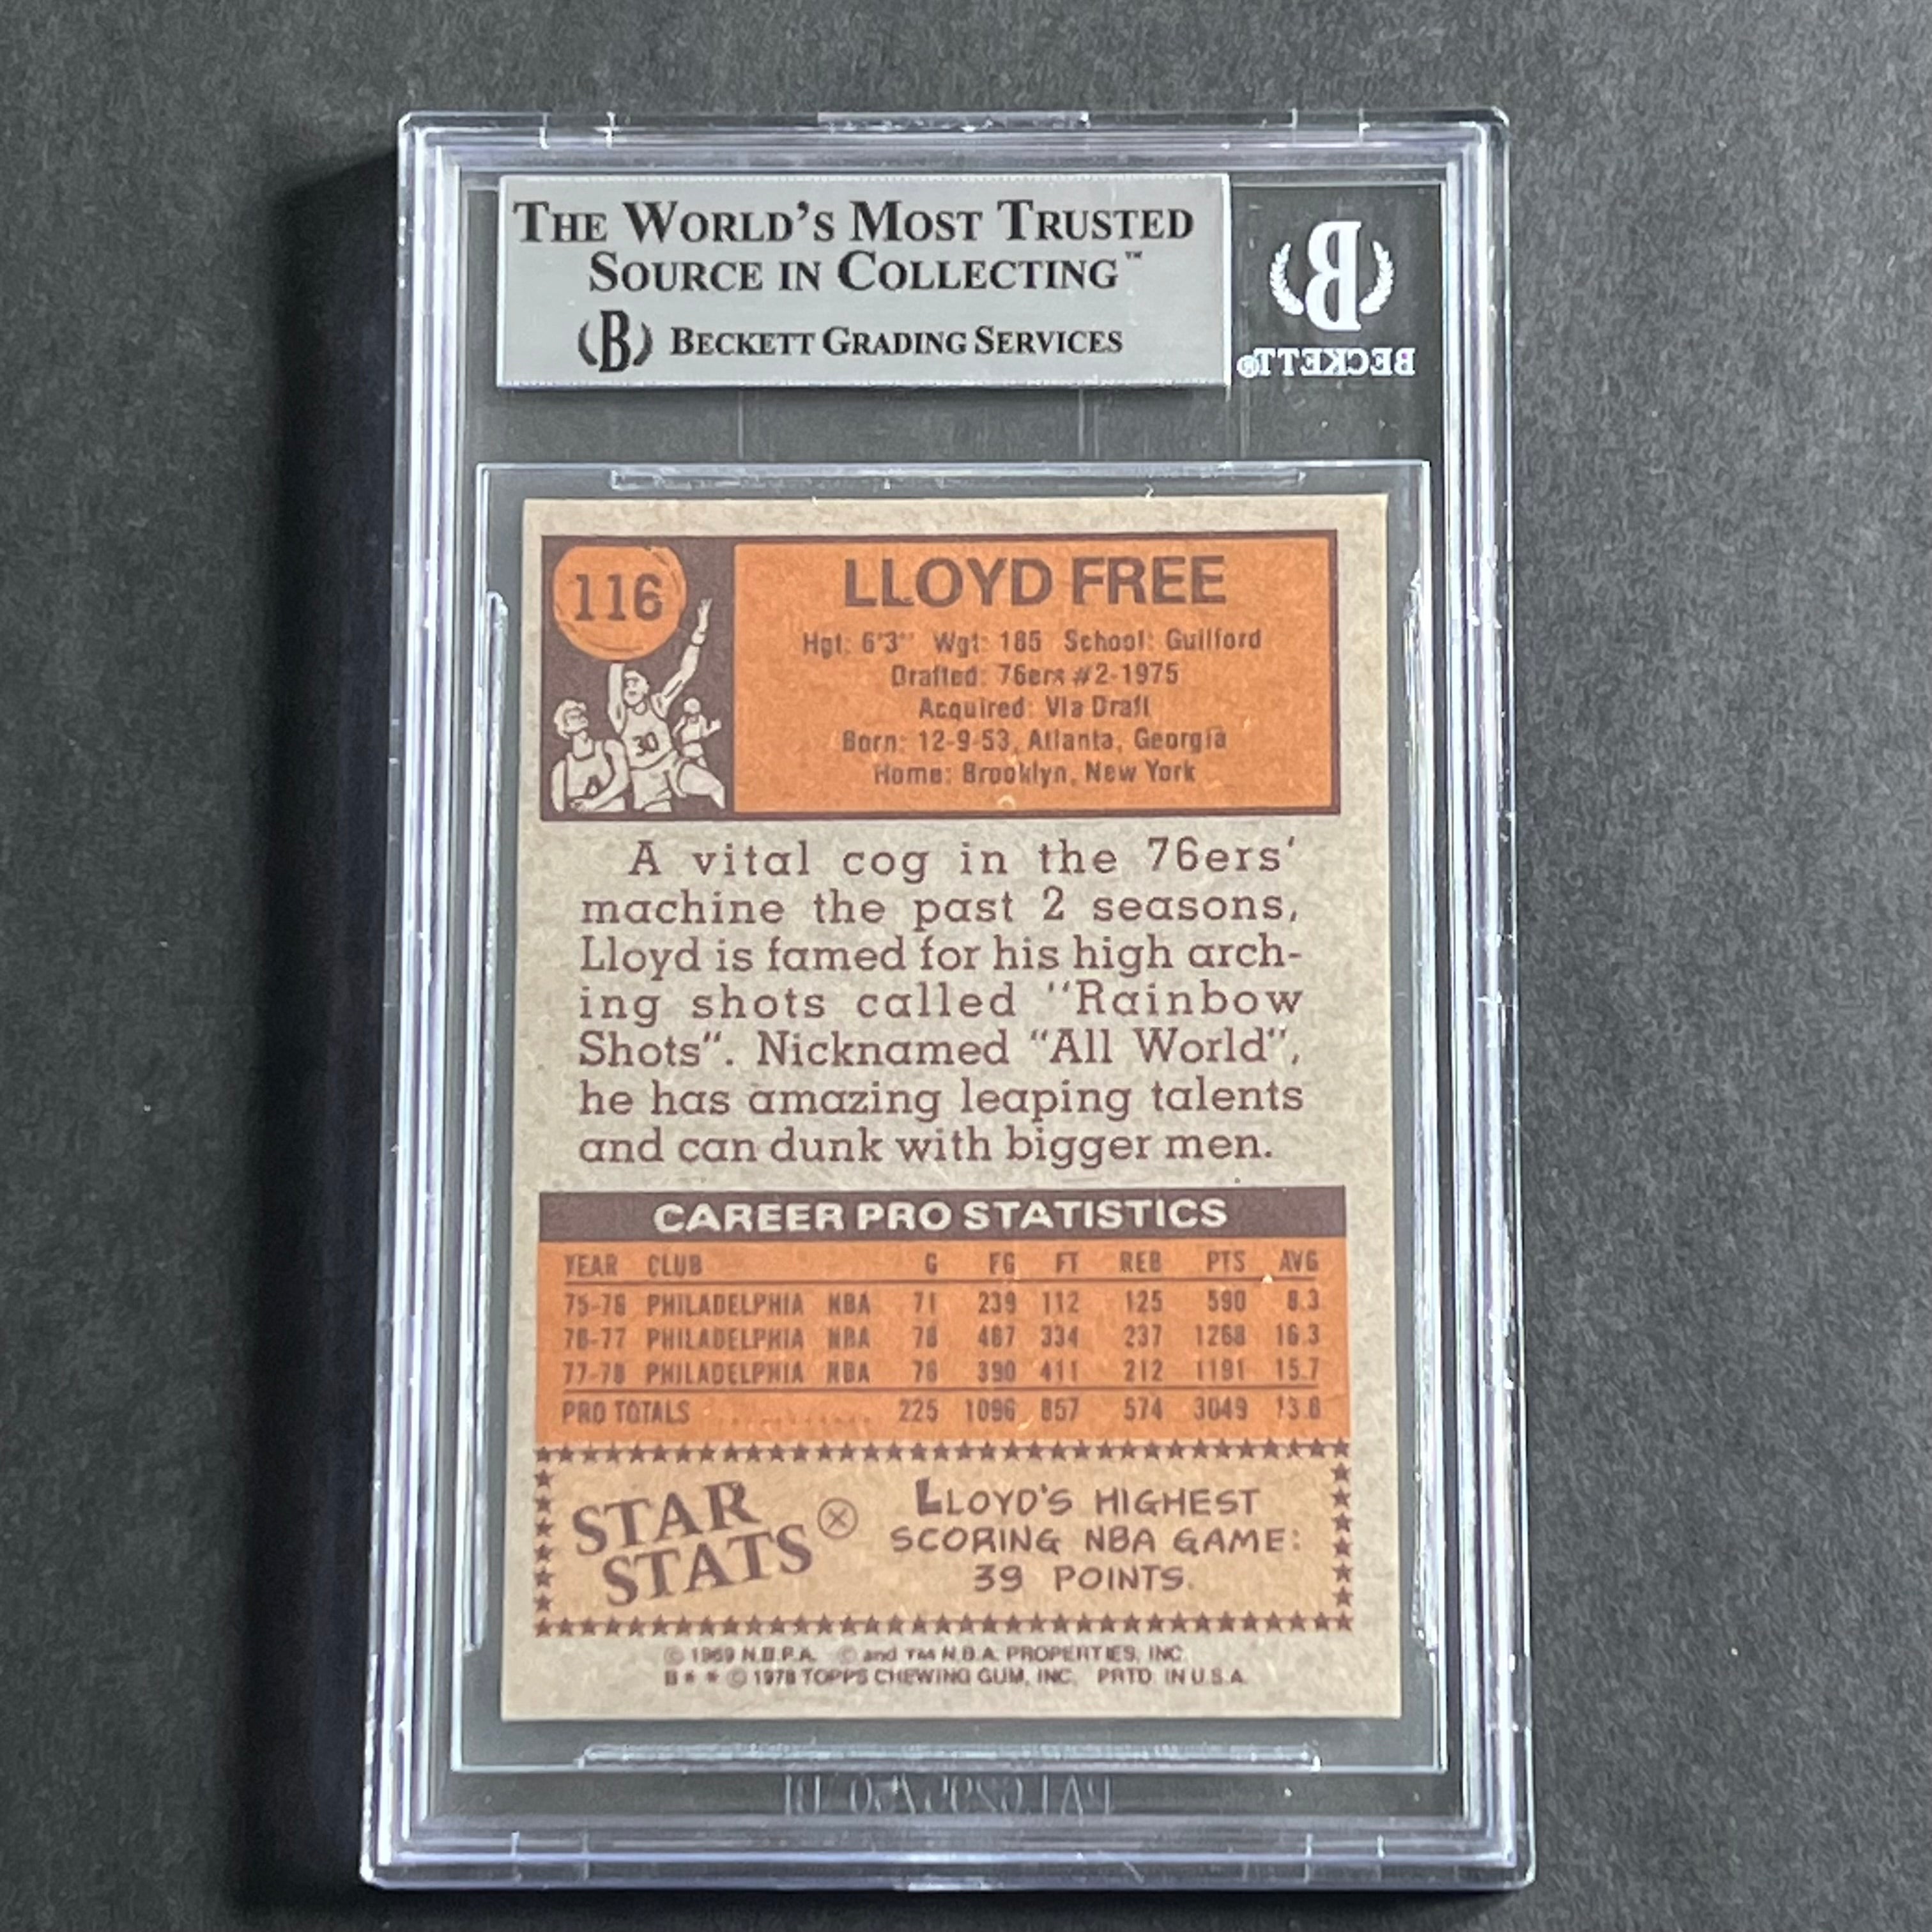 THE WORLD'S MOST TRUSTED
SOURCE IN COLLECTING™
B BECKETT GRADING SERVICES
B
BECKETT®
116
30
LLOYD FREE
Hgt: 6'3" Wgt: 185 School: Guilford
Drafted: 76ers #2-1975
Acquired: Via Draft
Born: 12-9-53, Atlanta, Georgia
Home: Brooklyn, New York
A vital cog in the 76ers'
machine the past 2 seasons,
Lloyd is famed for his high arch-
ing shots called "Rainbow
Shots". Nicknamed "All World",
he has amazing leaping talents
and can dunk with bigger men.
CAREER PRO STATISTICS
YEAR CLUB G FG FT REB PTS AVG
75-76 PHILADELPHIA NBA 71 239 112 125 590 8.3
76-77 PHILADELPHIA NBA 78 467 334 237 1268 16.3
77-78 PHILADELPHIA NBA 76 390 411 212 1191 15.7
PRO TOTALS ............. 225 1096 857 574 3049 13.6
STAR
STATS
LLOYD'S HIGHEST
SCORING NBA GAME:
39 POINTS.
© 1969 N.B.P.A. © and TM N.B.A. PROPERTIES, INC.
B * * © 1978 TOPPS CHEWING GUM, INC. PRTD. IN U.S.A.